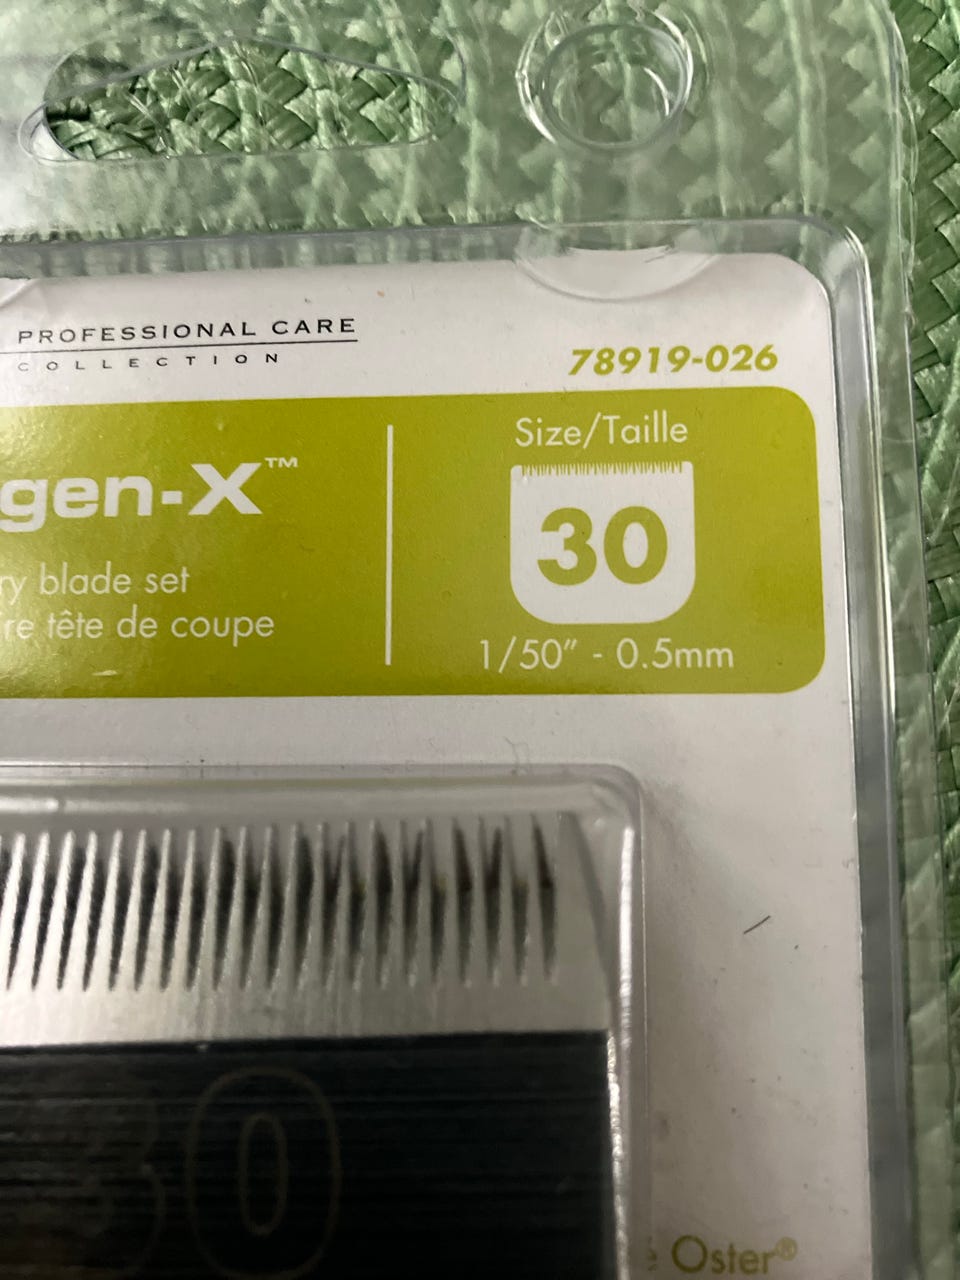 PROFESSIONAL CARE
COLLECTION
78919-026
gen-X™
Size/Taille
30
ry blade set
re tête de coupe
1/50" - 0.5mm
30
Oster®